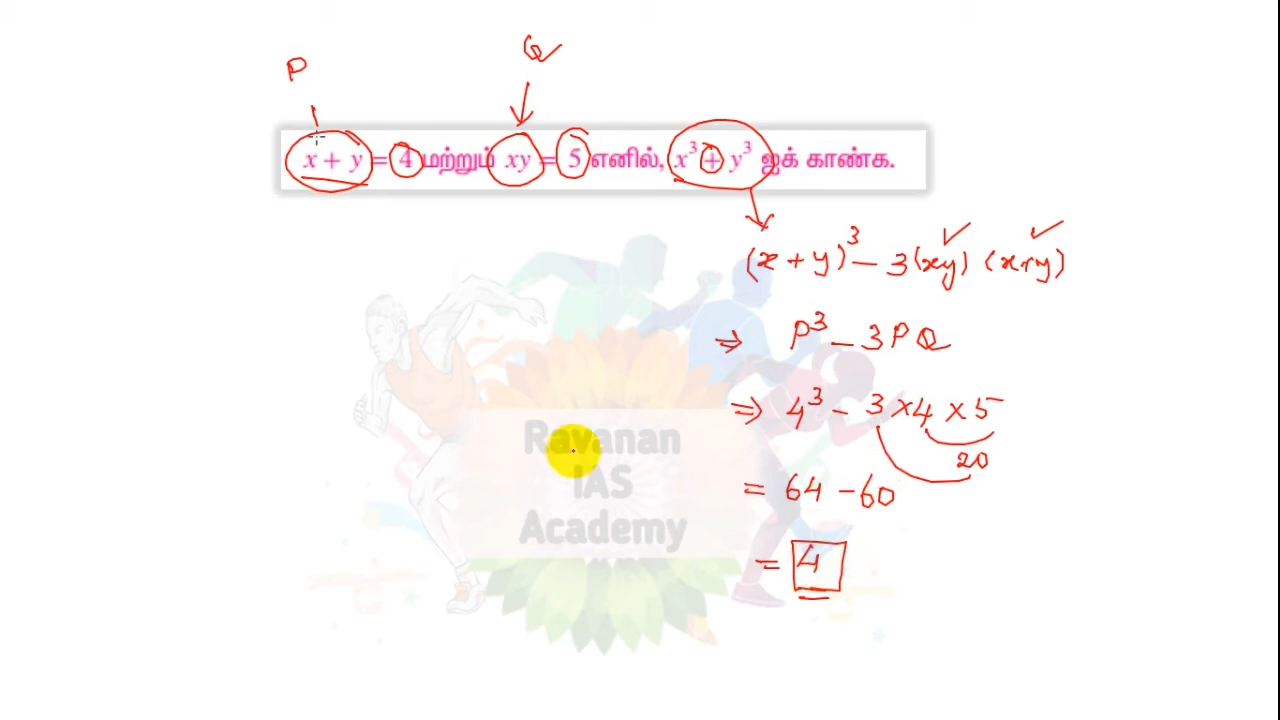 P
Q
x + y = 4 மற்றும் xy = 5 எனில், x³ + y³ ஐக் காண்க.
(x + y)³ - 3(xy) (x+y)
⇒ P³ - 3PQ
⇒ 4³ - 3×4×5
20
= 64 - 60
= 4
Ravanan
IAS
Academy